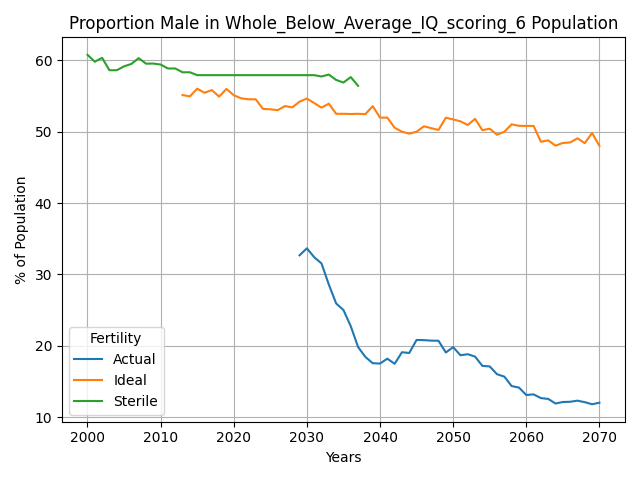 Proportion Male in Whole_Below_Average_IQ_scoring_6 Population
% of Population
60
50
40
30
20
10
Fertility
Actual
Ideal
Sterile
2000 2010 2020 2030 2040 2050 2060 2070
Years